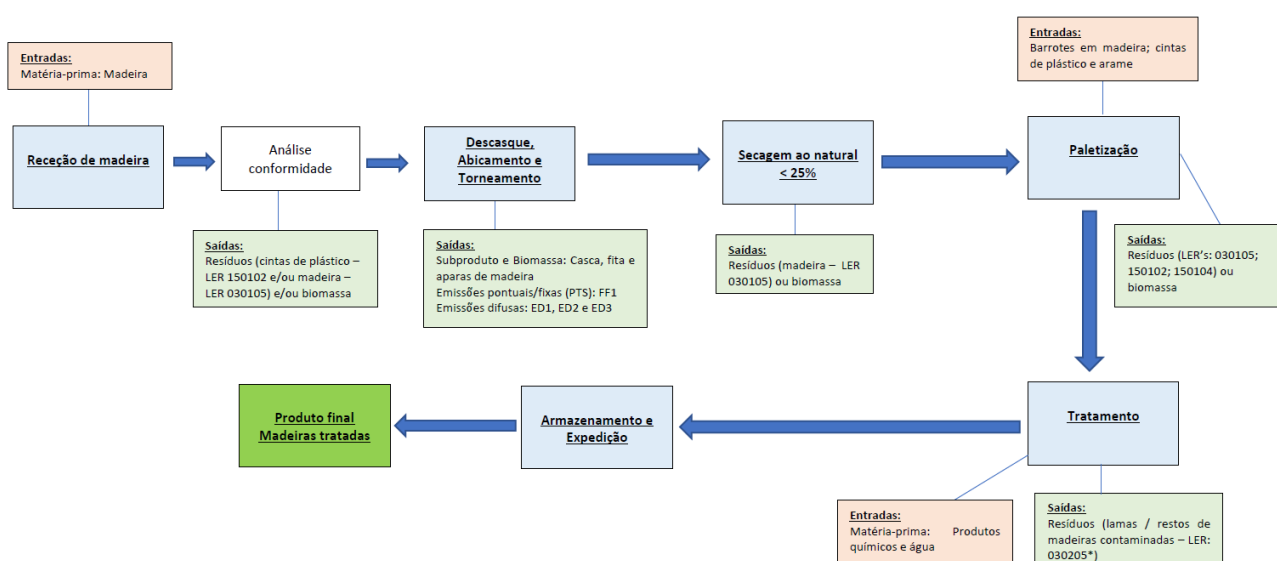 Entradas:
Matéria-prima: Madeira
Receção de madeira
Análise
conformidade
Saídas:
Resíduos (cintas de plástico –
LER 150102 e/ou madeira –
LER 030105) e/ou biomassa
Descasque,
Abicamento e
Torneamento
Saídas:
Subproduto e Biomassa: Casca, fita e
aparas de madeira
Emissões pontuais/fixas (PTS): FF1
Emissões difusas: ED1, ED2 e ED3
Secagem ao natural
< 25%
Saídas:
Resíduos (madeira – LER
030105) ou biomassa
Entradas:
Barrotes em madeira; cintas
de plástico e arame
Paletização
Saídas:
Resíduos (LER's: 030105;
150102; 150104) ou
biomassa
Tratamento
Entradas:
Matéria-prima: Produtos
químicos e água
Saídas:
Resíduos (lamas / restos de
madeiras contaminadas – LER:
030205*)
Armazenamento e
Expedição
Produto final
Madeiras tratadas